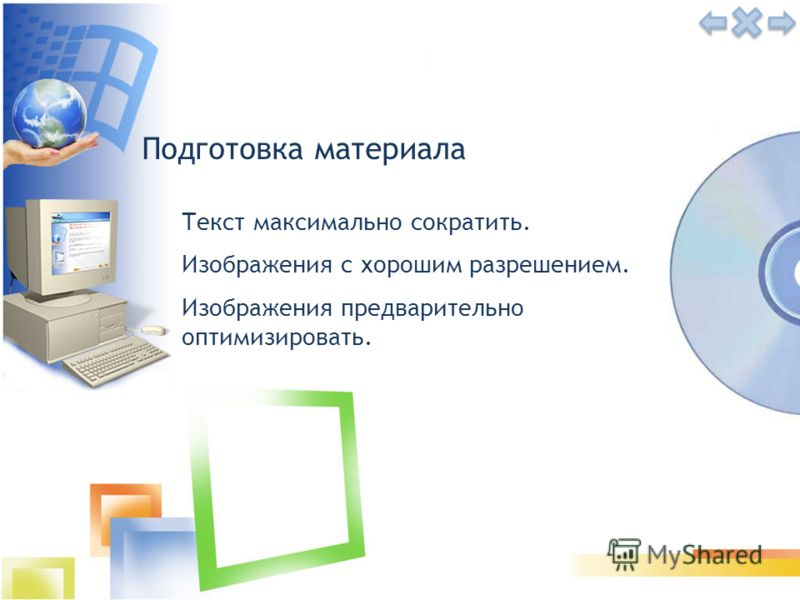 Подготовка материала
Текст максимально сократить.
Изображения с хорошим разрешением.
Изображения предварительно
оптимизировать.
MyShared